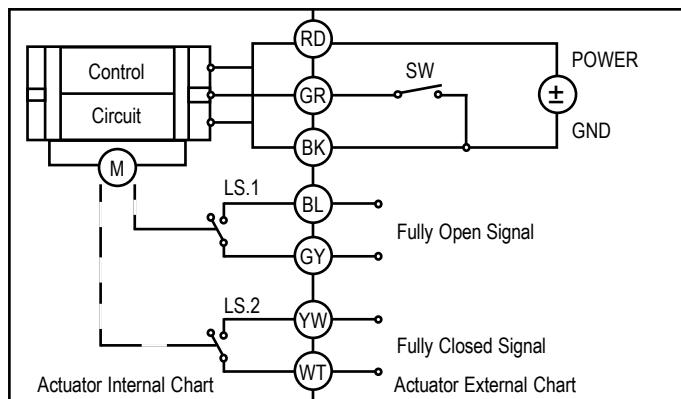 RD
POWER
Control
SW
GR
±
Circuit
GND
BK
M
LS.1
BL
Fully Open Signal
GY
LS.2
YW
Fully Closed Signal
WT
Actuator Internal Chart
Actuator External Chart